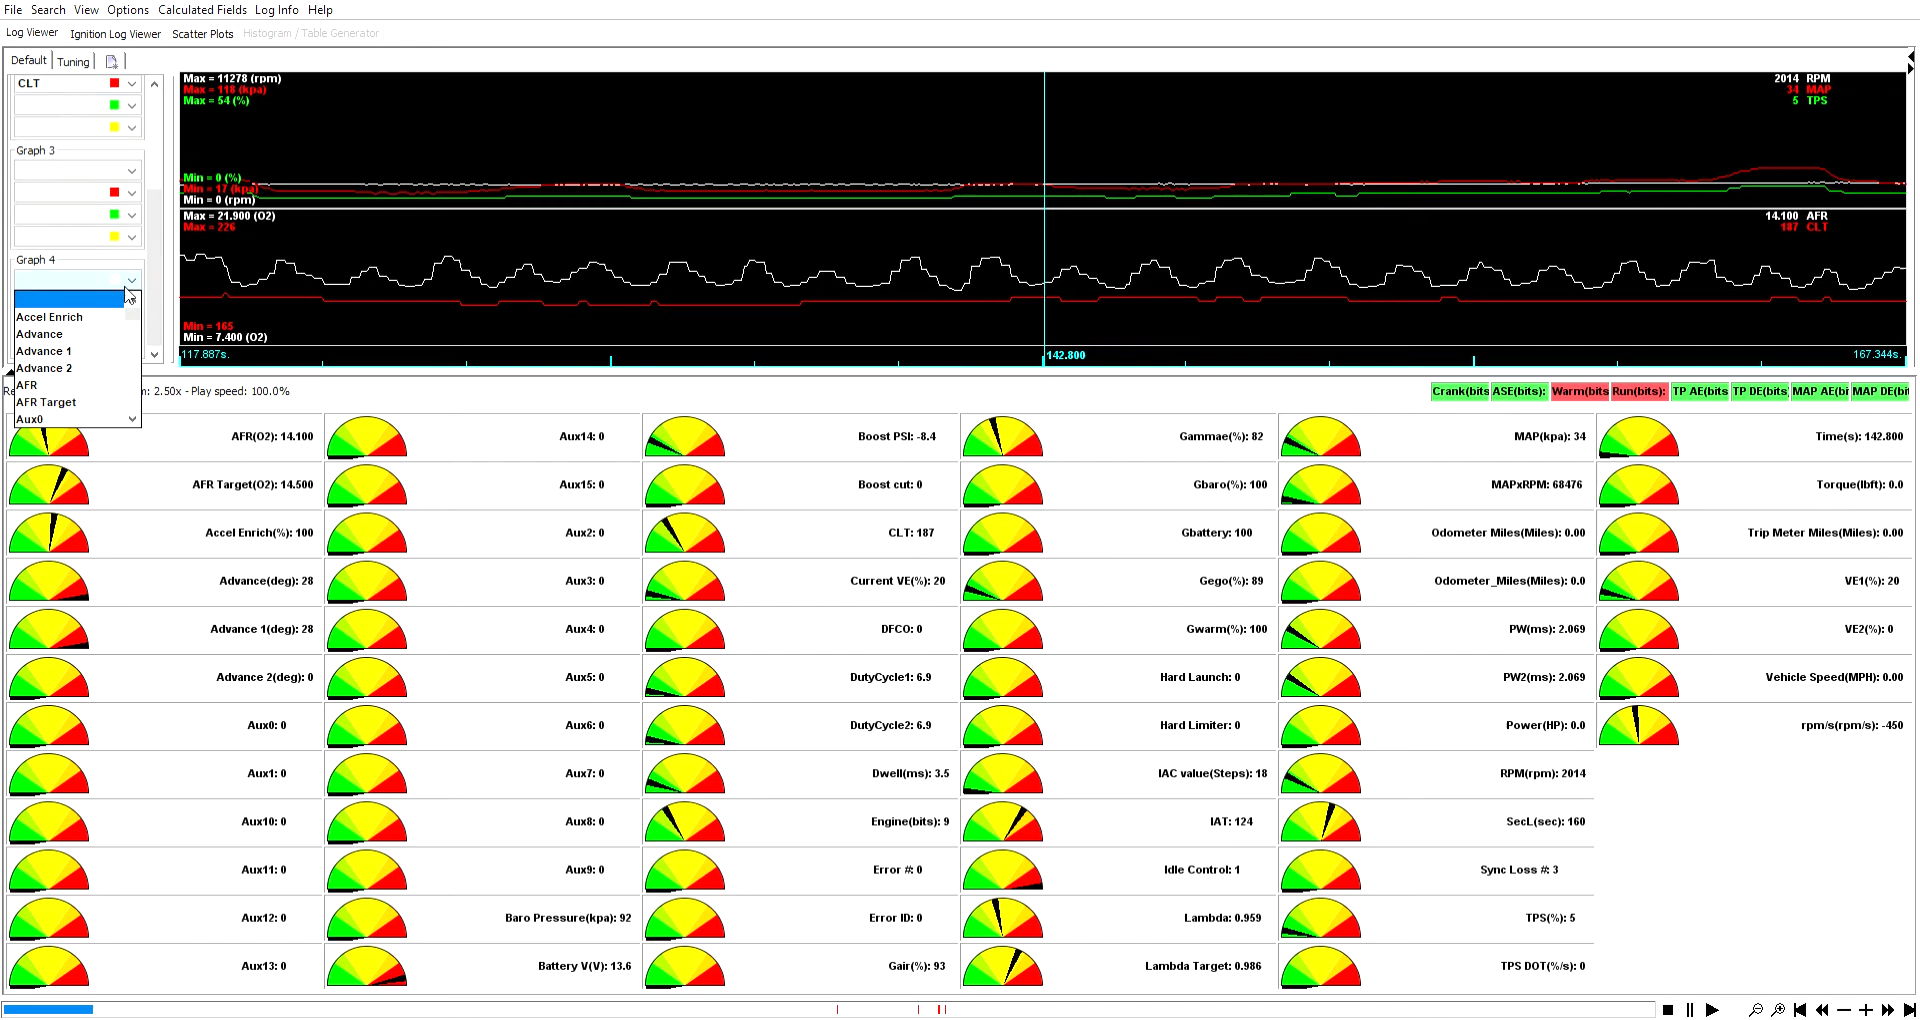 File Search View Options Calculated Fields Log Info Help
Log Viewer Ignition Log Viewer Scatter Plots Histogram / Table Generator
Default Tuning
CLT
Graph 3
Graph 4
Accel Enrich
Advance
Advance 1
Advance 2
AFR
AFR Target
Aux0
Max = 11278 (rpm)
Max = 118 (kpa)
Max = 54 (%)
2014 RPM
34 MAP
5 TPS
Min = 0 (%)
Min = 17 (kpa)
Min = 0 (rpm)
Max = 21.900 (O2)
Max = 226
14.100 AFR
187 CLT
Min = 165
Min = 7.400 (O2)
117.887s. 142.800 167.344s.
m: 2.50x - Play speed: 100.0%
Crank(bits ASE(bits): Warm(bits Run(bits): TP AE(bits TP DE(bits MAP AE(bi MAP DE(bi
AFR(O2): 14.100 Aux14: 0 Boost PSI: -8.4 Gammae(%): 82 MAP(kpa): 34 Time(s): 142.800
AFR Target(O2): 14.500 Aux15: 0 Boost cut: 0 Gbaro(%): 100 MAPxRPM: 68476 Torque(lbft): 0.0
Accel Enrich(%): 100 Aux2: 0 CLT: 187 Gbattery: 100 Odometer Miles(Miles): 0.00 Trip Meter Miles(Miles): 0.00
Advance(deg): 28 Aux3: 0 Current VE(%): 20 Gego(%): 89 Odometer_Miles(Miles): 0.0 VE1(%): 20
Advance 1(deg): 28 Aux4: 0 DFCO: 0 Gwarm(%): 100 PW(ms): 2.069 VE2(%): 0
Advance 2(deg): 0 Aux5: 0 DutyCycle1: 6.9 Hard Launch: 0 PW2(ms): 2.069 Vehicle Speed(MPH): 0.00
Aux0: 0 Aux6: 0 DutyCycle2: 6.9 Hard Limiter: 0 Power(HP): 0.0 rpm/s(rpm/s): -450
Aux1: 0 Aux7: 0 Dwell(ms): 3.5 IAC value(Steps): 18 RPM(rpm): 2014
Aux10: 0 Aux8: 0 Engine(bits): 9 IAT: 124 SecL(sec): 160
Aux11: 0 Aux9: 0 Error #: 0 Idle Control: 1 Sync Loss #: 3
Aux12: 0 Baro Pressure(kpa): 92 Error ID: 0 Lambda: 0.959 TPS(%): 5
Aux13: 0 Battery V(V): 13.6 Gair(%): 93 Lambda Target: 0.986 TPS DOT(%/s): 0